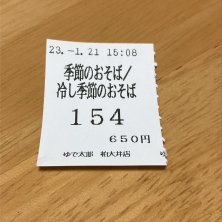 23.-1.21 15:08
季節のおそば/
冷し季節のおそば
154
650円
ゆで太郎 柏大井店